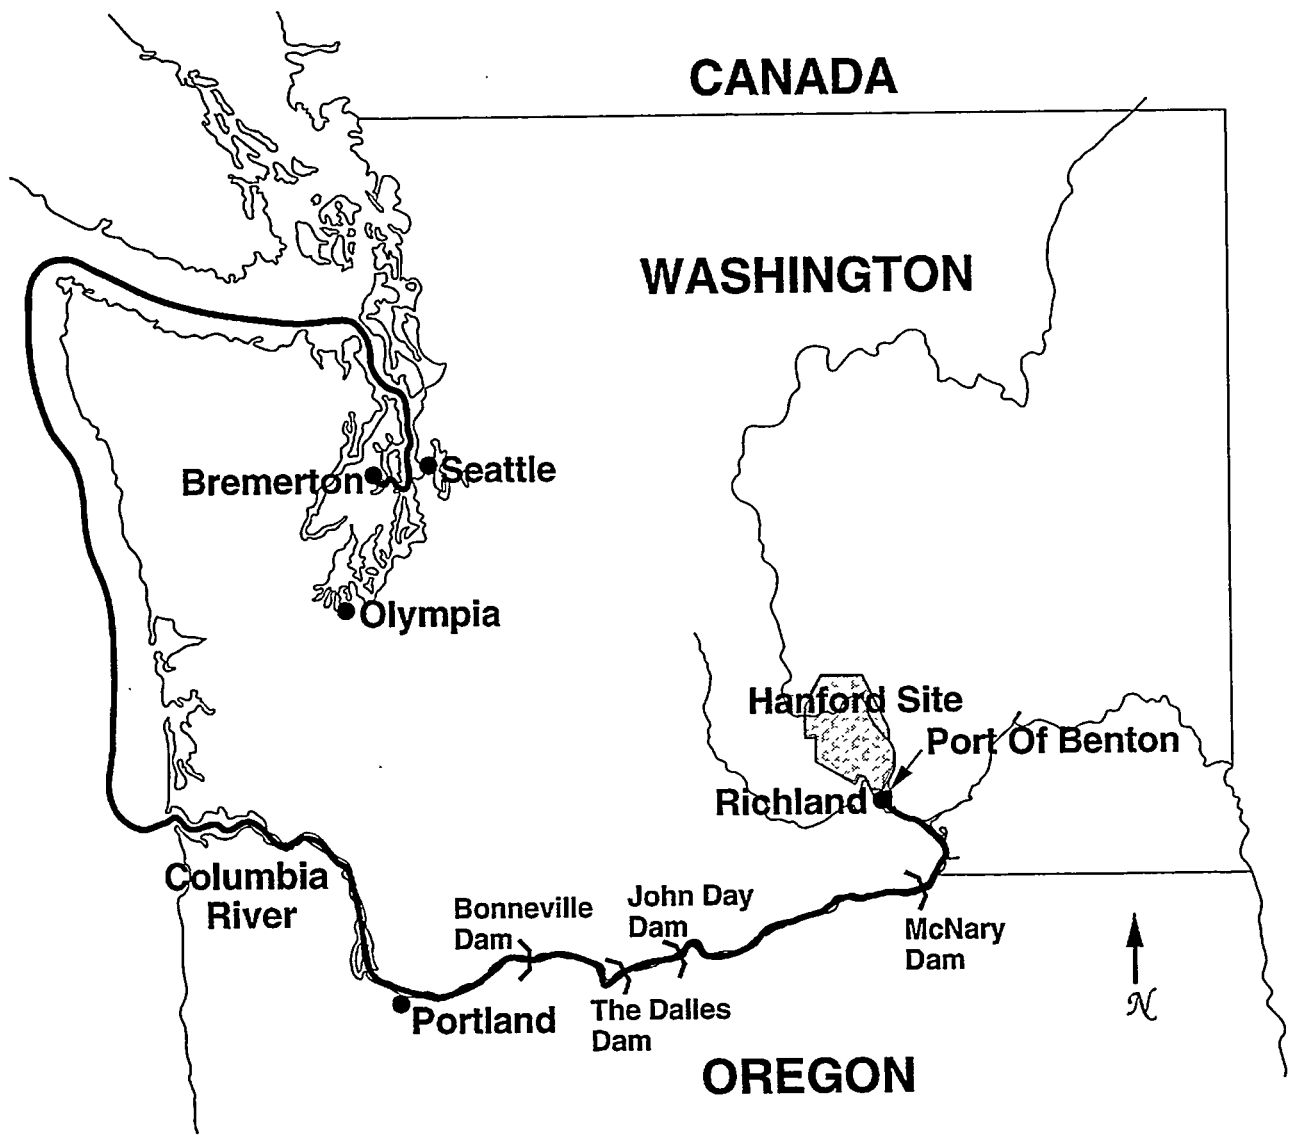 CANADA
WASHINGTON
Bremerton
Seattle
Olympia
Hanford Site
Port Of Benton
Richland
Columbia
River
Bonneville
Dam
John Day
Dam
McNary
Dam
The Dalles
Dam
Portland
N
OREGON